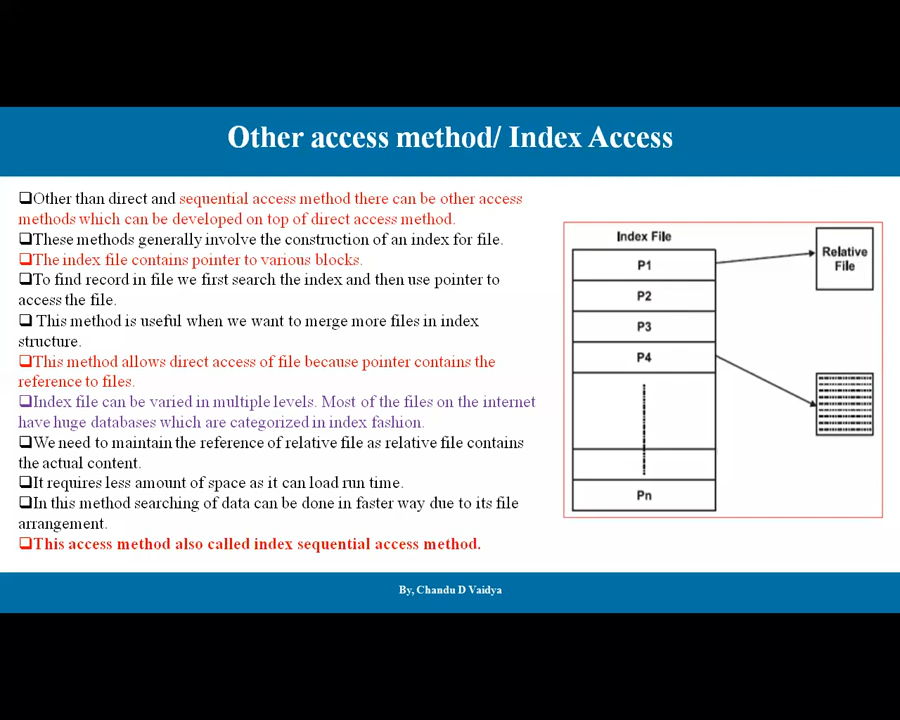 Other access method/ Index Access
❑Other than direct and sequential access method there can be other access
methods which can be developed on top of direct access method.
❑These methods generally involve the construction of an index for file.
❑The index file contains pointer to various blocks.
❑To find record in file we first search the index and then use pointer to
access the file.
❑ This method is useful when we want to merge more files in index
structure.
❑This method allows direct access of file because pointer contains the
reference to files.
❑Index file can be varied in multiple levels. Most of the files on the internet
have huge databases which are categorized in index fashion.
❑We need to maintain the reference of relative file as relative file contains
the actual content.
❑It requires less amount of space as it can load run time.
❑In this method searching of data can be done in faster way due to its file
arrangement.
❑This access method also called index sequential access method.
Index File
P1
P2
P3
P4
Pn
Relative
File
By, Chandu D Vaidya